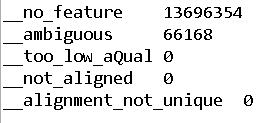 __no_feature    13696354
__ambiguous     66168
__too_low_aQual 0
__not_aligned   0
__alignment_not_unique  0